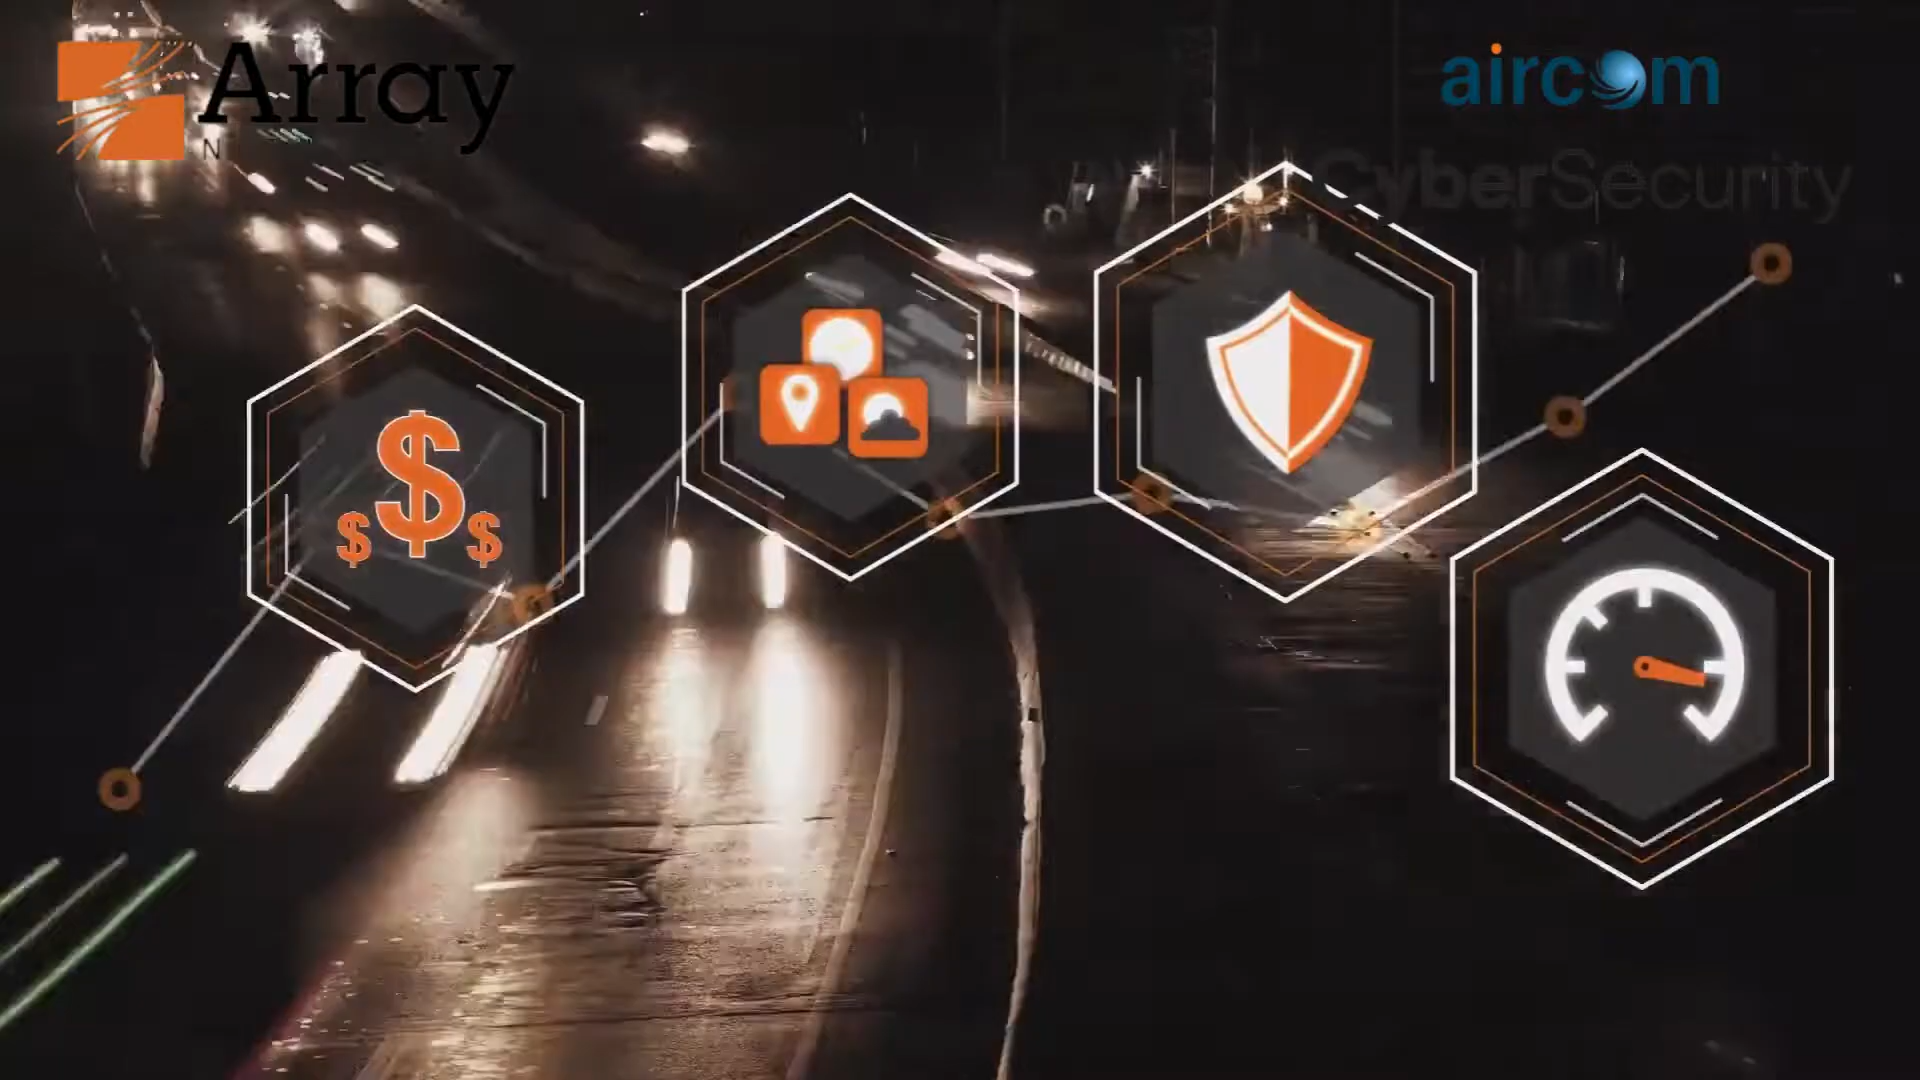 Array
N
aircom
CyberSecurity
$
$ $